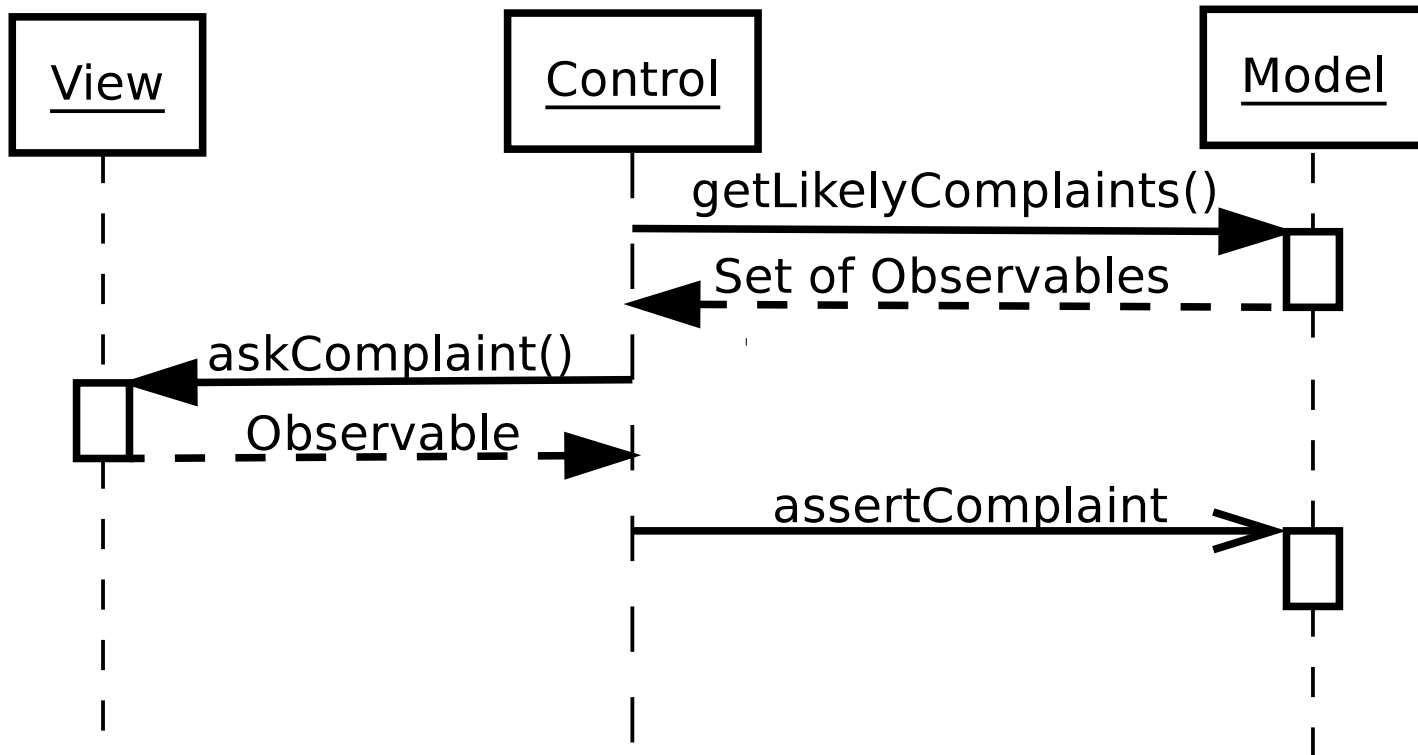 View
Control
Model
getLikelyComplaints()
Set of Observables
askComplaint()
Observable
assertComplaint